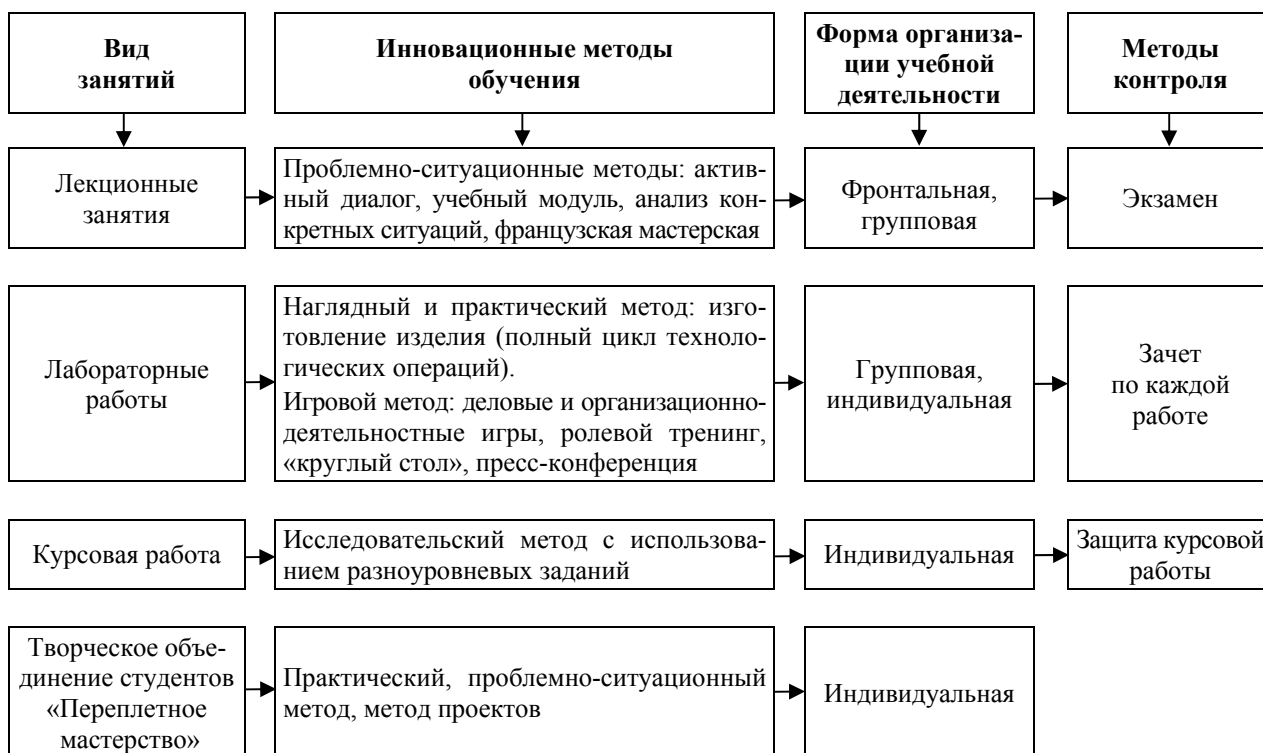 Вид
занятий
Инновационные методы
обучения
Форма организа-
ции учебной
деятельности
Методы
контроля
Лекционные
занятия
Проблемно-ситуационные методы: актив-
ный диалог, учебный модуль, анализ кон-
кретных ситуаций, французская мастерская
Фронтальная,
групповая
Экзамен
Лабораторные
работы
Наглядный и практический метод: изго-
товление изделия (полный цикл техноло-
гических операций).
Игровой метод: деловые и организационно-
деятельностные игры, ролевой тренинг,
«круглый стол», пресс-конференция
Групповая,
индивидуальная
Зачет
по каждой
работе
Курсовая работа
Исследовательский метод с использова-
нием разноуровневых заданий
Индивидуальная
Защита курсовой
работы
Творческое объе-
динение студентов
«Переплетное
мастерство»
Практический, проблемно-ситуационный
метод, метод проектов
Индивидуальная